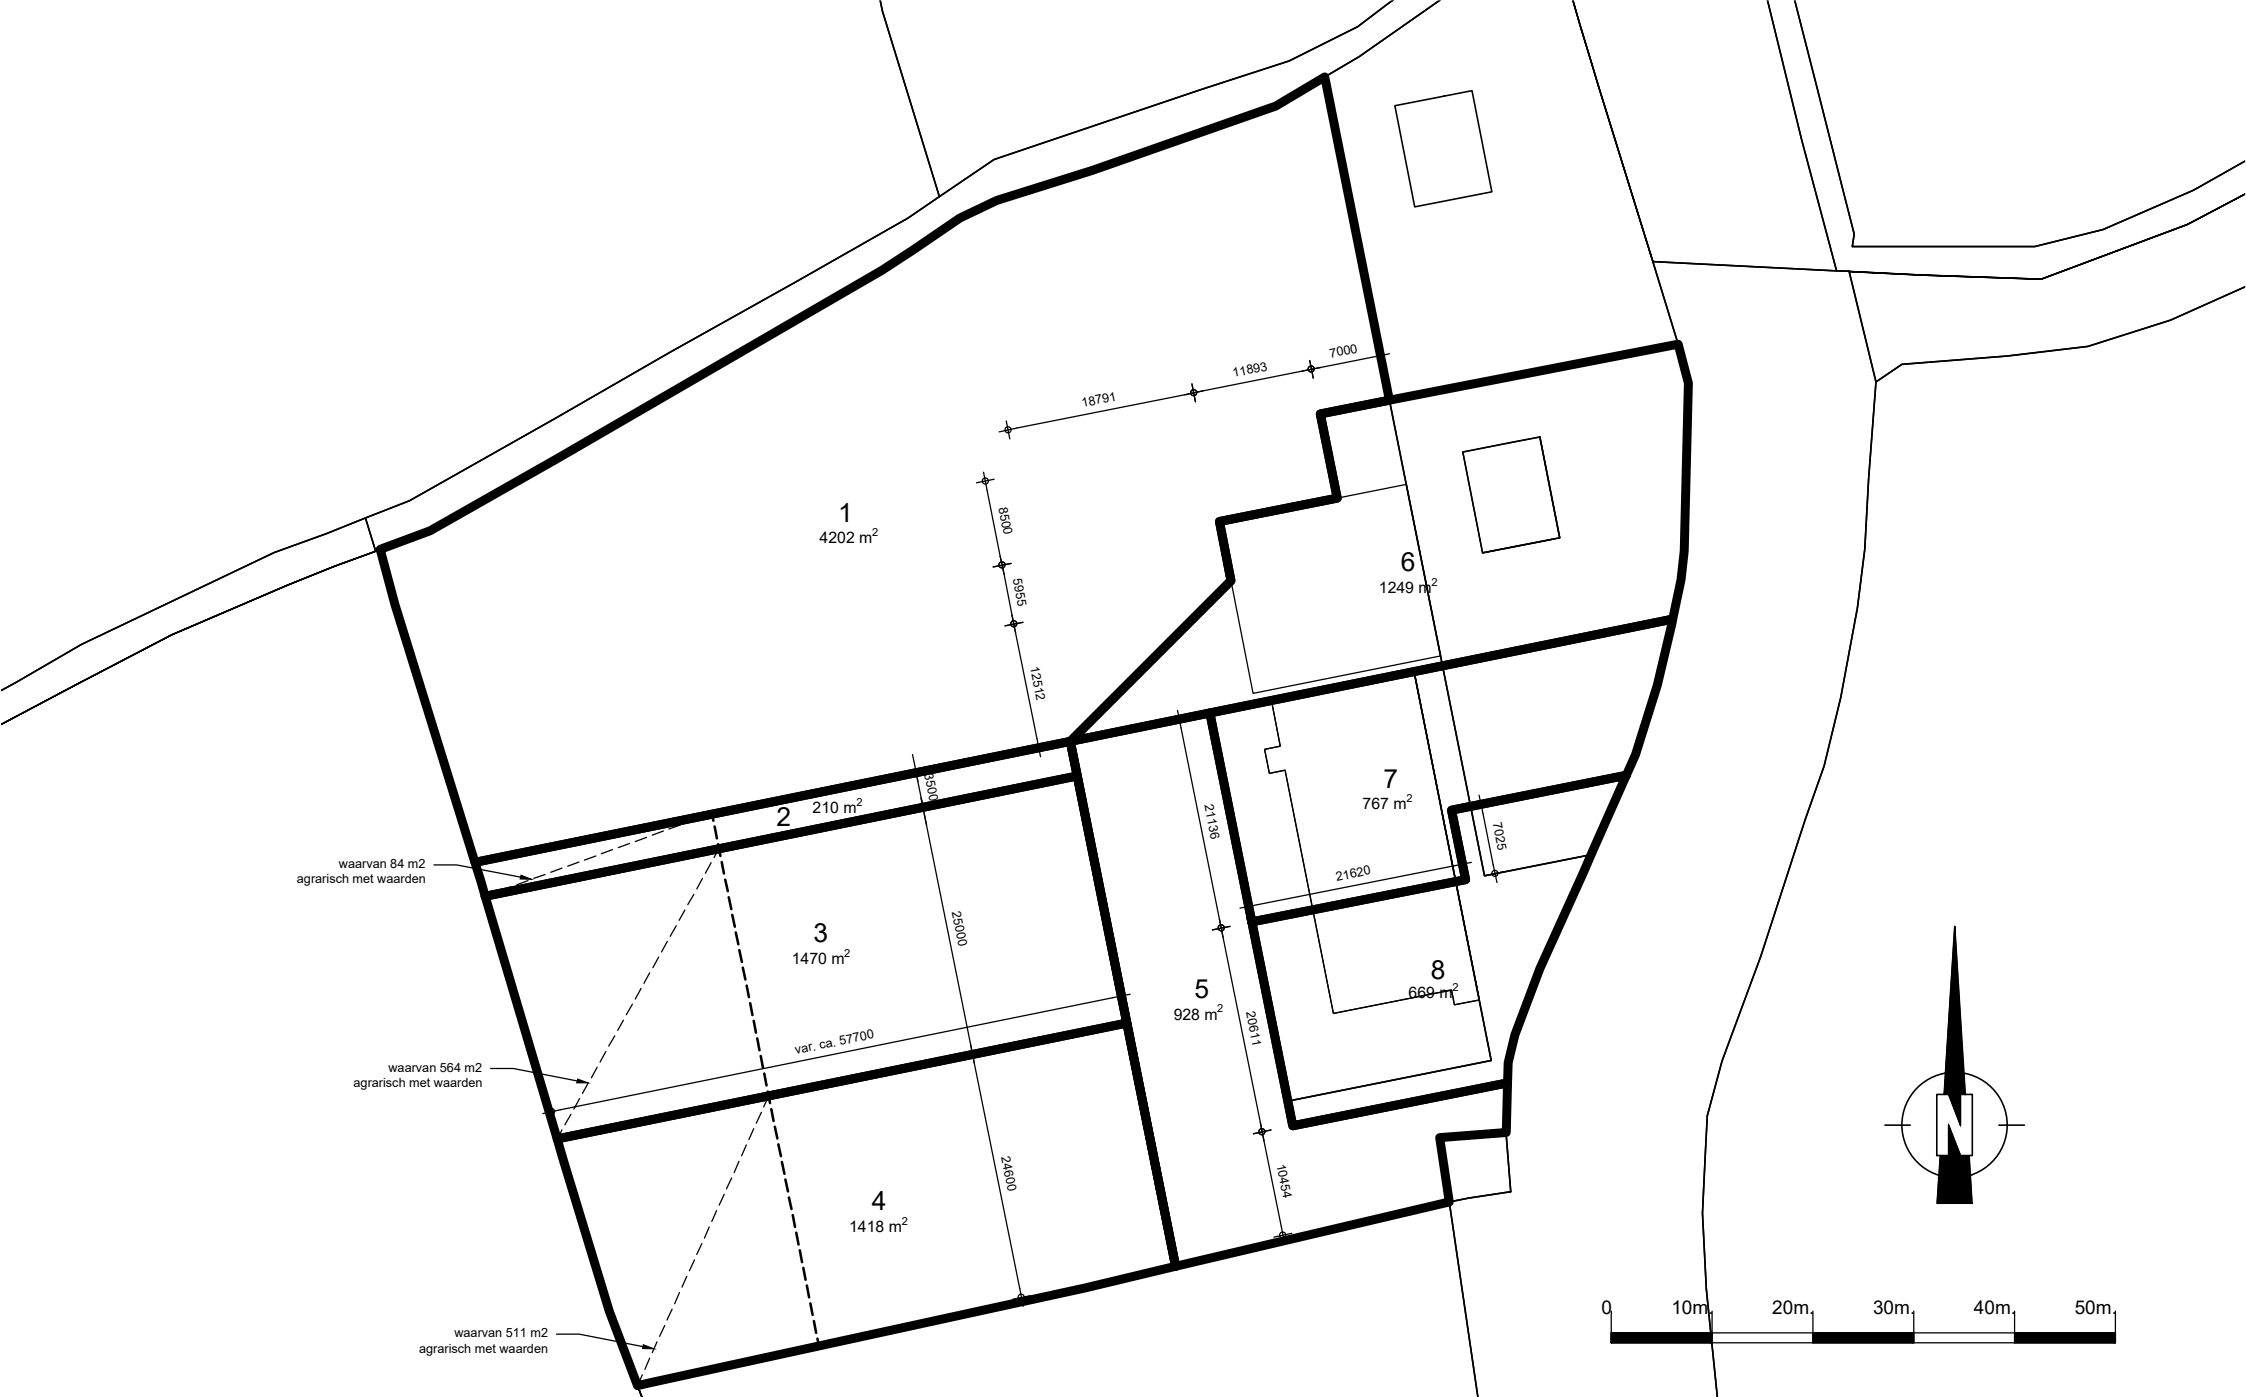 7000
11893
18791
8500
5955
12512
1
4202 m²
6
1249 m²
3500
2
210 m²
waarvan 84 m2
agrarisch met waarden
7
767 m²
21136
7025
21620
3
1470 m²
25000
var. ca. 57700
8
669 m²
5
928 m²
20611
waarvan 564 m2
agrarisch met waarden
4
1418 m²
24600
10454
waarvan 511 m2
agrarisch met waarden
N
0 10m. 20m. 30m. 40m. 50m.